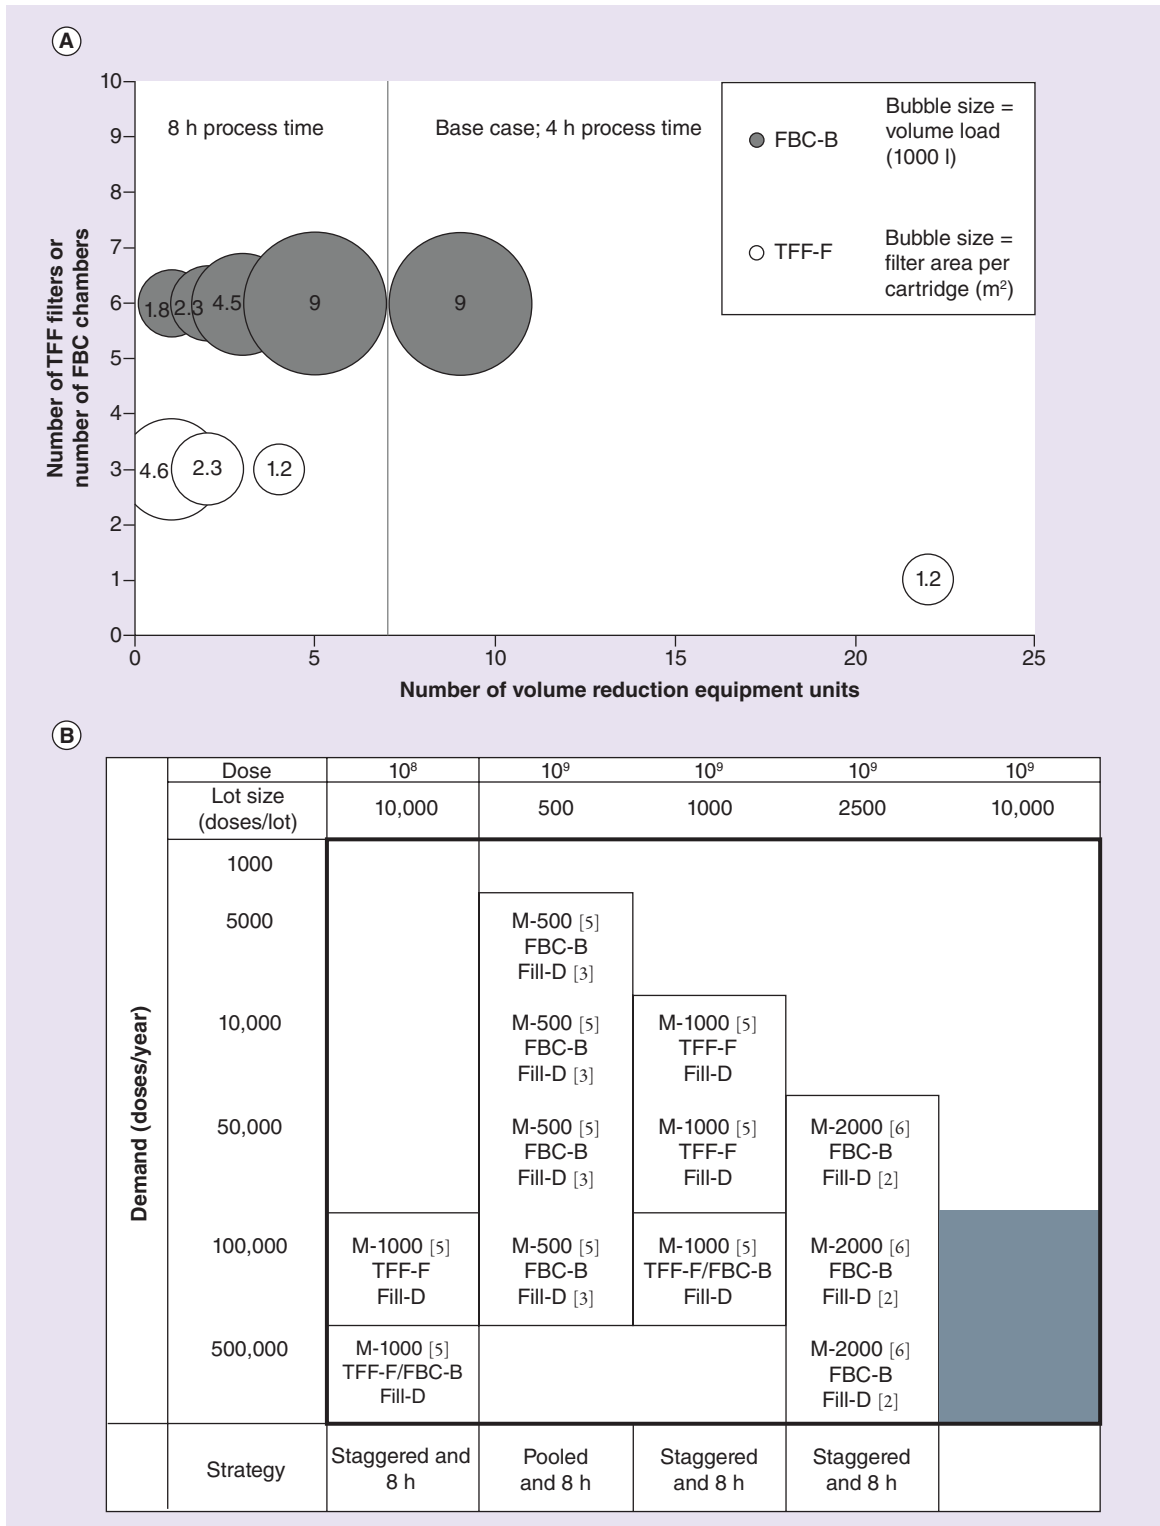 A
10
9
8
7
6
5
4
3
2
1
0
Number of TFF filters or
number of FBC chambers
8 h process time
Base case; 4 h process time
FBC-B
Bubble size =
volume load
(1000 l)
TFF-F
Bubble size =
filter area per
cartridge (m²)
1.8
2.3
4.5
9
9
4.6
2.3
1.2
1.2
0
5
10
15
20
25
Number of volume reduction equipment units
B
Demand (doses/year)
Dose 10⁸ 10⁹ 10⁹ 10⁹ 10⁹
Lot size
(doses/lot)
10,000 500 1000 2500 10,000
1000
5000
M-500 [5]
FBC-B
Fill-D [3]
10,000
M-500 [5]
FBC-B
Fill-D [3]
M-1000 [5]
TFF-F
Fill-D
50,000
M-500 [5]
FBC-B
Fill-D [3]
M-1000 [5]
TFF-F
Fill-D
M-2000 [6]
FBC-B
Fill-D [2]
100,000
M-1000 [5]
TFF-F
Fill-D
M-500 [5]
FBC-B
Fill-D [3]
M-1000 [5]
TFF-F/FBC-B
Fill-D
M-2000 [6]
FBC-B
Fill-D [2]
500,000
M-1000 [5]
TFF-F/FBC-B
Fill-D
M-2000 [6]
FBC-B
Fill-D [2]
Strategy
Staggered and
8 h
Pooled
and 8 h
Staggered
and 8 h
Staggered
and 8 h